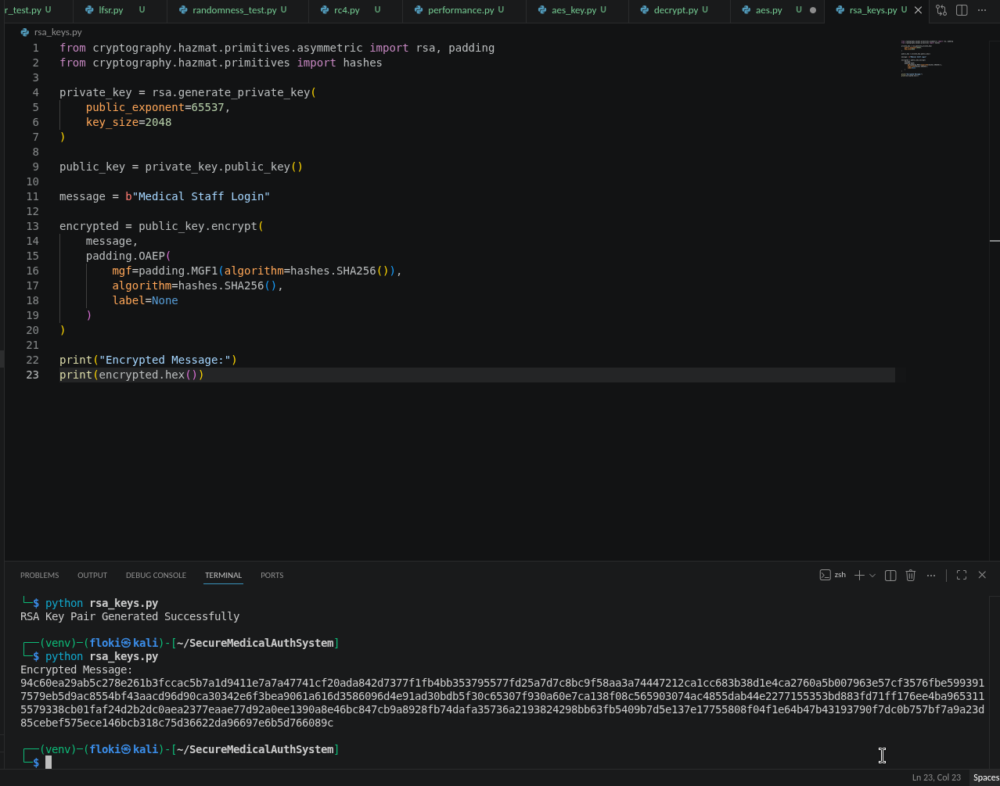 r_test.py U lfsr.py U randomness_test.py U rc4.py U performance.py U aes_key.py U decrypt.py U aes.py U rsa_keys.py U
rsa_keys.py
1 from cryptography.hazmat.primitives.asymmetric import rsa, padding
2 from cryptography.hazmat.primitives import hashes
3
4 private_key = rsa.generate_private_key(
5     public_exponent=65537,
6     key_size=2048
7 )
8
9 public_key = private_key.public_key()
10
11 message = b"Medical Staff Login"
12
13 encrypted = public_key.encrypt(
14     message,
15     padding.OAEP(
16         mgf=padding.MGF1(algorithm=hashes.SHA256()),
17         algorithm=hashes.SHA256(),
18         label=None
19     )
20 )
21
22 print("Encrypted Message:")
23 print(encrypted.hex())
PROBLEMS OUTPUT DEBUG CONSOLE TERMINAL PORTS zsh
└─$ python rsa_keys.py
RSA Key Pair Generated Successfully
┌──(venv)─(floki㉿kali)-[~/SecureMedicalAuthSystem]
└─$ python rsa_keys.py
Encrypted Message:
94c60ea29ab5c278e261b3fccac5b7a1d9411e7a7a47741cf20ada842d7377f1fb4bb353795577fd25a7d7c8bc9f58aa3a74447212ca1cc683b38d1e4ca2760a5b007963e57cf3576fbe599391
7579eb5d9ac8554bf43aacd96d90ca30342e6f3bea9061a616d3586096d4e91ad30bdb5f30c65307f930a60e7ca138f08c565903074ac4855dab44e2277155353bd883fd71ff176ee4ba965311
5579338cb01faf24d2b2dc0aea2377eaae77d92a0ee1390a8e46bc847cb9a8928fb74dafa35736a2193824298bb63fb5409b7d5e137e17755808f04f1e64b47b43193790f7dc0b757bf7a9a23d
85cebef575ece146bcb318c75d36622da96697e6b5d766089c
┌──(venv)─(floki㉿kali)-[~/SecureMedicalAuthSystem]
└─$
Ln 23, Col 23 Spaces